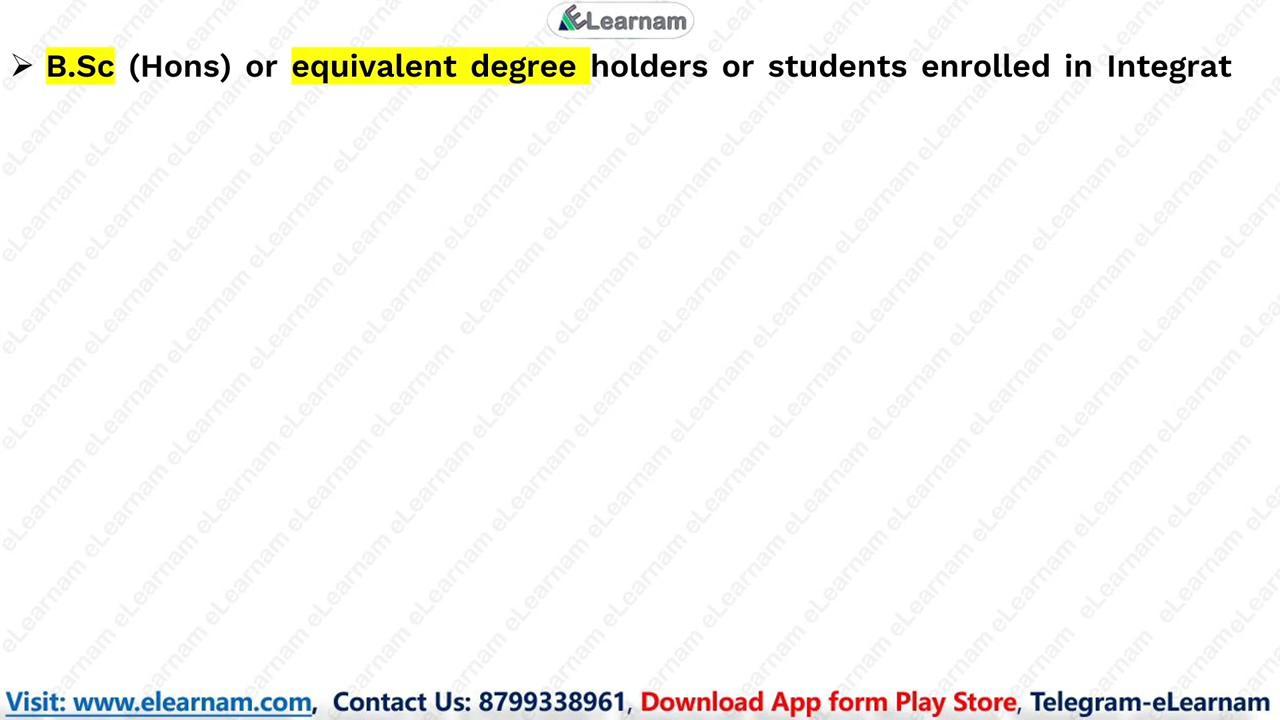 ELearnam
➢ B.Sc (Hons) or equivalent degree holders or students enrolled in Integrat
Visit: www.elearnam.com, Contact Us: 8799338961, Download App form Play Store, Telegram-eLearnam